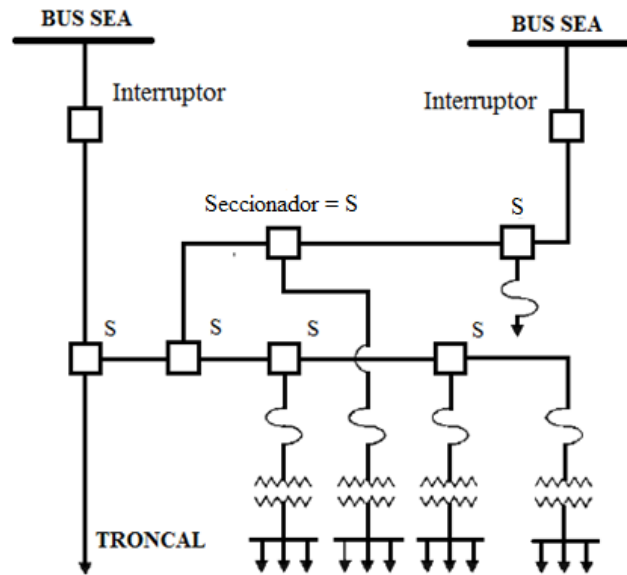 BUS SEA
BUS SEA
Interruptor
Interruptor
Seccionador = S
S
S
S
S
S
TRONCAL